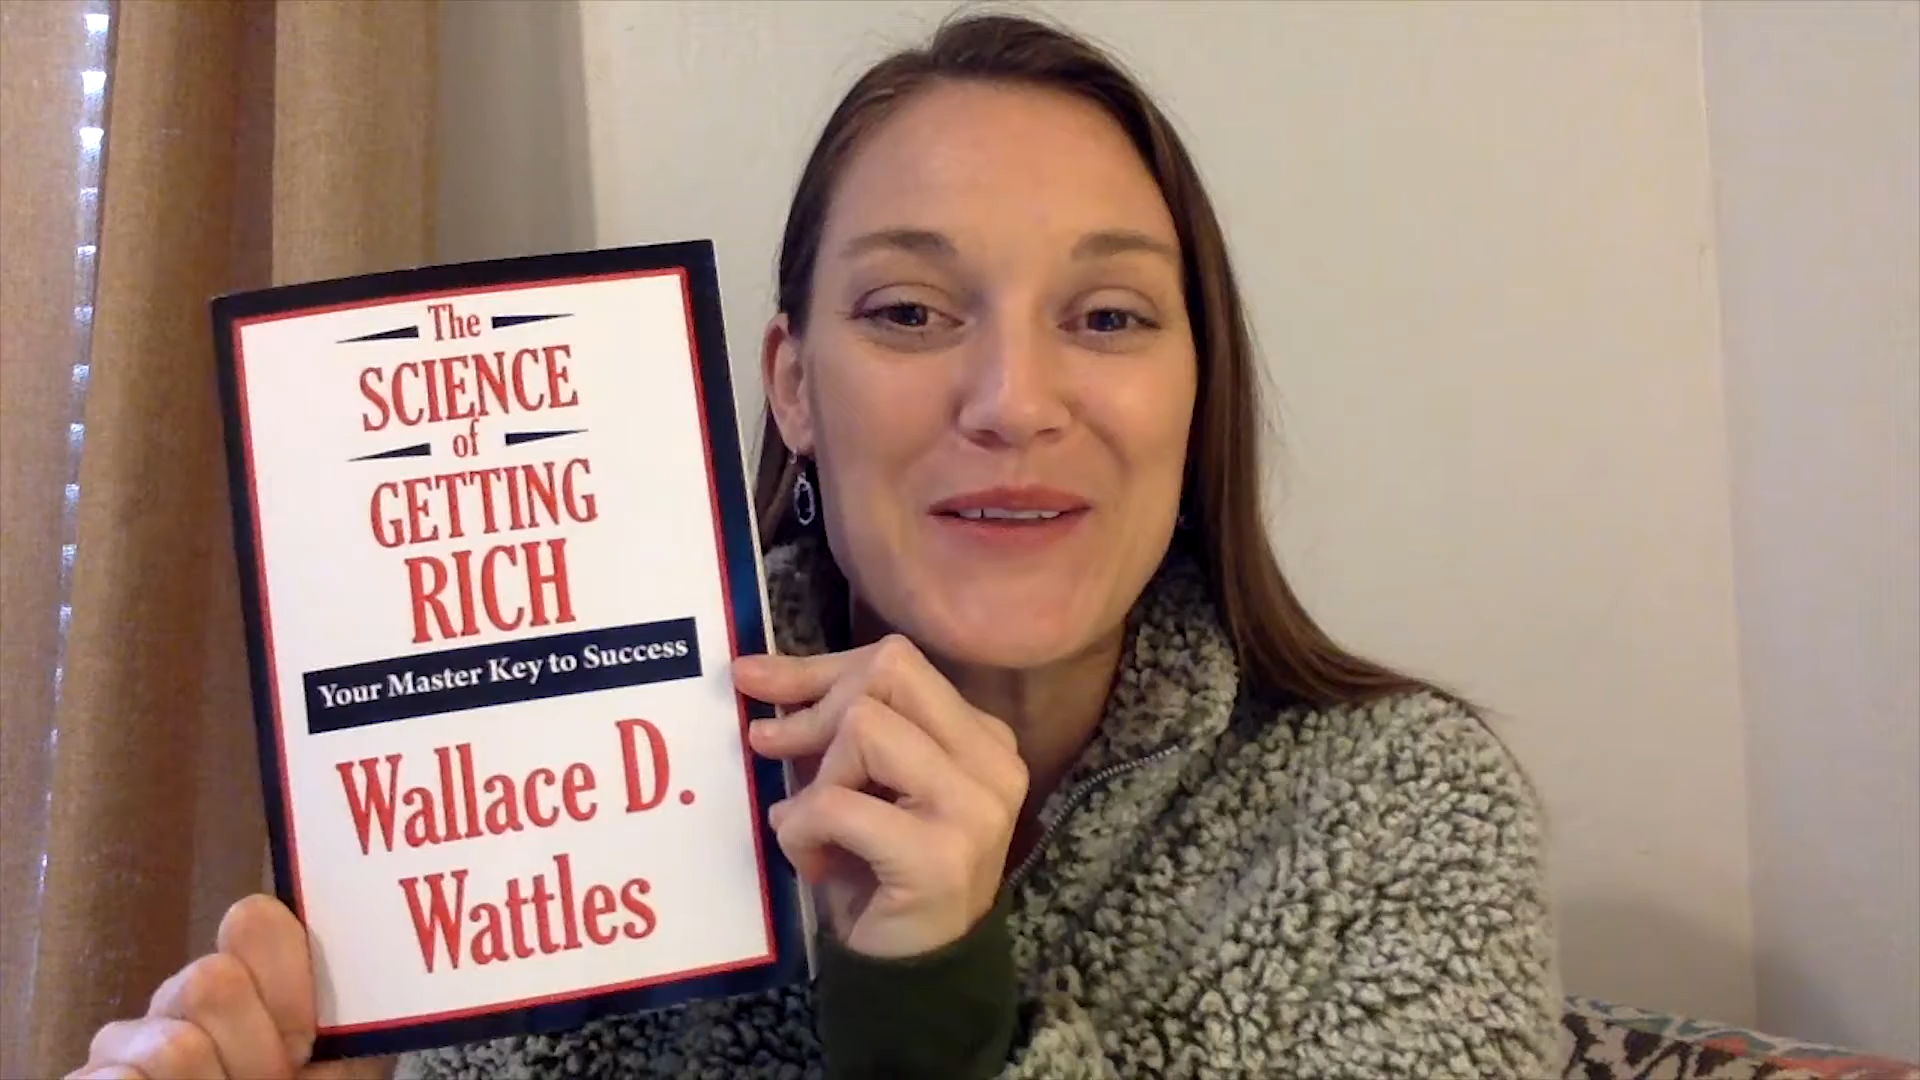 The
SCIENCE
of
GETTING
RICH
Your Master Key to Success
Wallace D.
Wattles